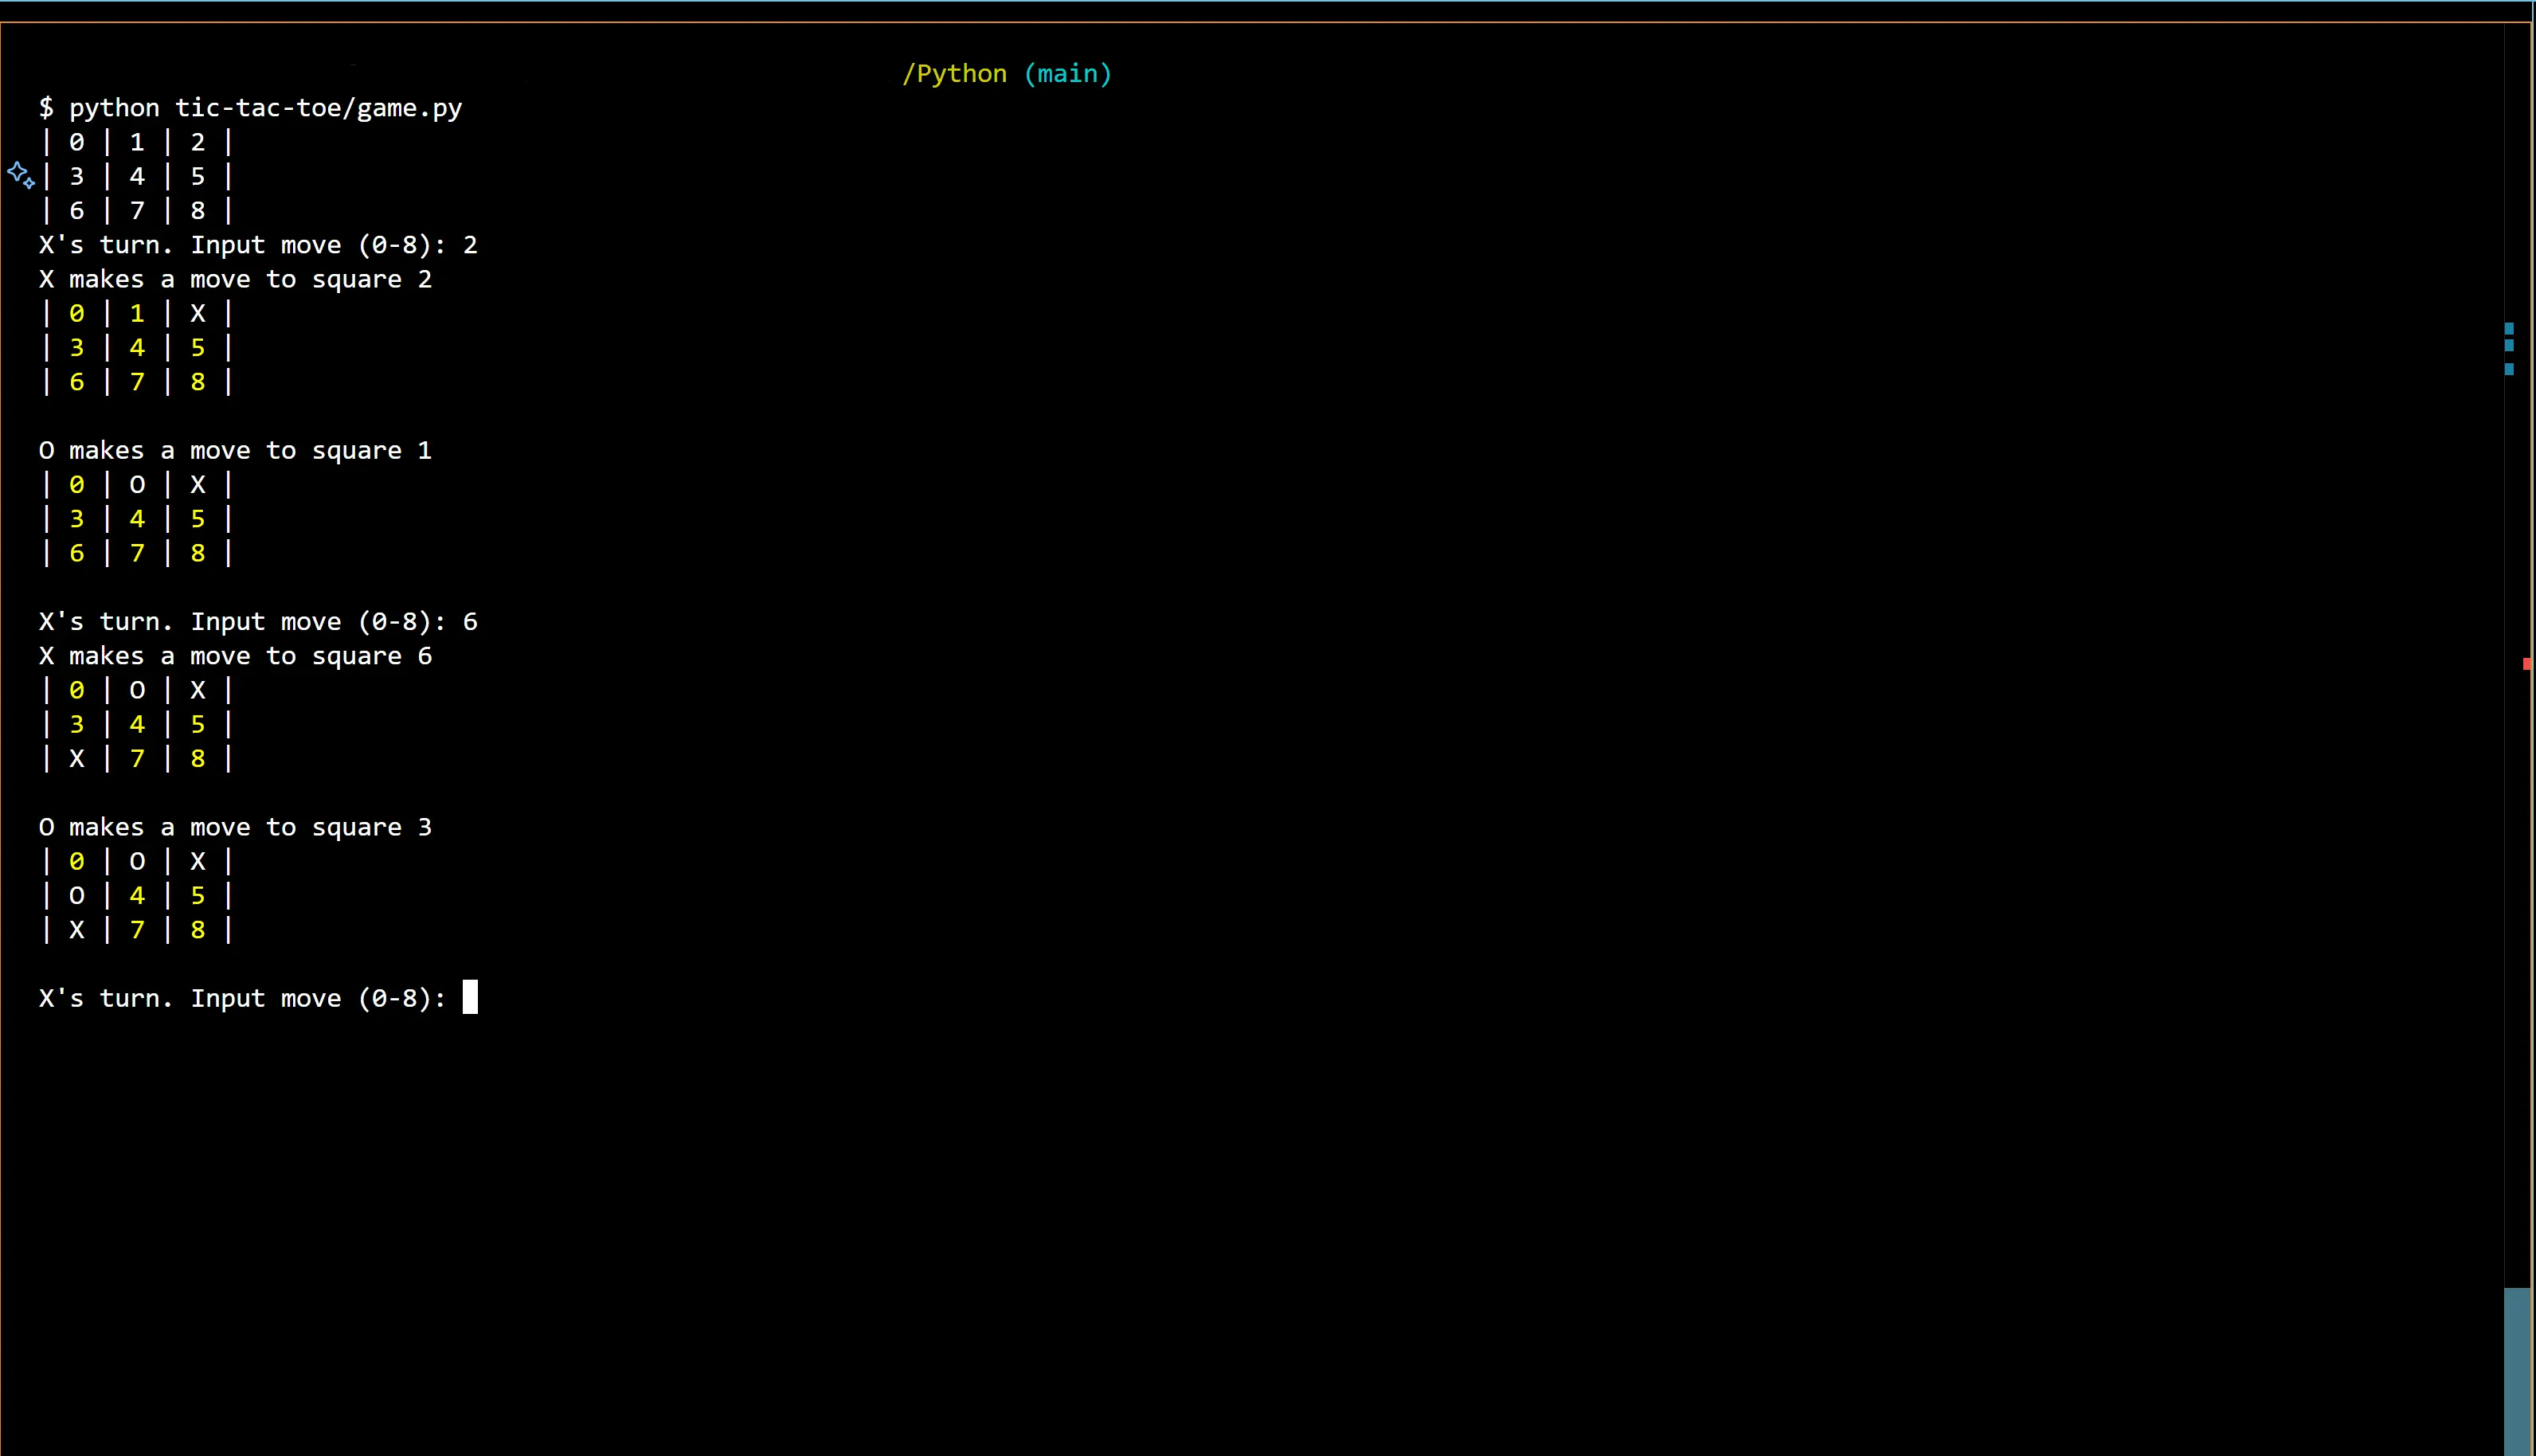 /Python (main)
$ python tic-tac-toe/game.py
| 0 | 1 | 2 |
| 3 | 4 | 5 |
| 6 | 7 | 8 |
X's turn. Input move (0-8): 2
X makes a move to square 2
| 0 | 1 | X |
| 3 | 4 | 5 |
| 6 | 7 | 8 |
O makes a move to square 1
| 0 | O | X |
| 3 | 4 | 5 |
| 6 | 7 | 8 |
X's turn. Input move (0-8): 6
X makes a move to square 6
| 0 | O | X |
| 3 | 4 | 5 |
| X | 7 | 8 |
O makes a move to square 3
| 0 | O | X |
| O | 4 | 5 |
| X | 7 | 8 |
X's turn. Input move (0-8):